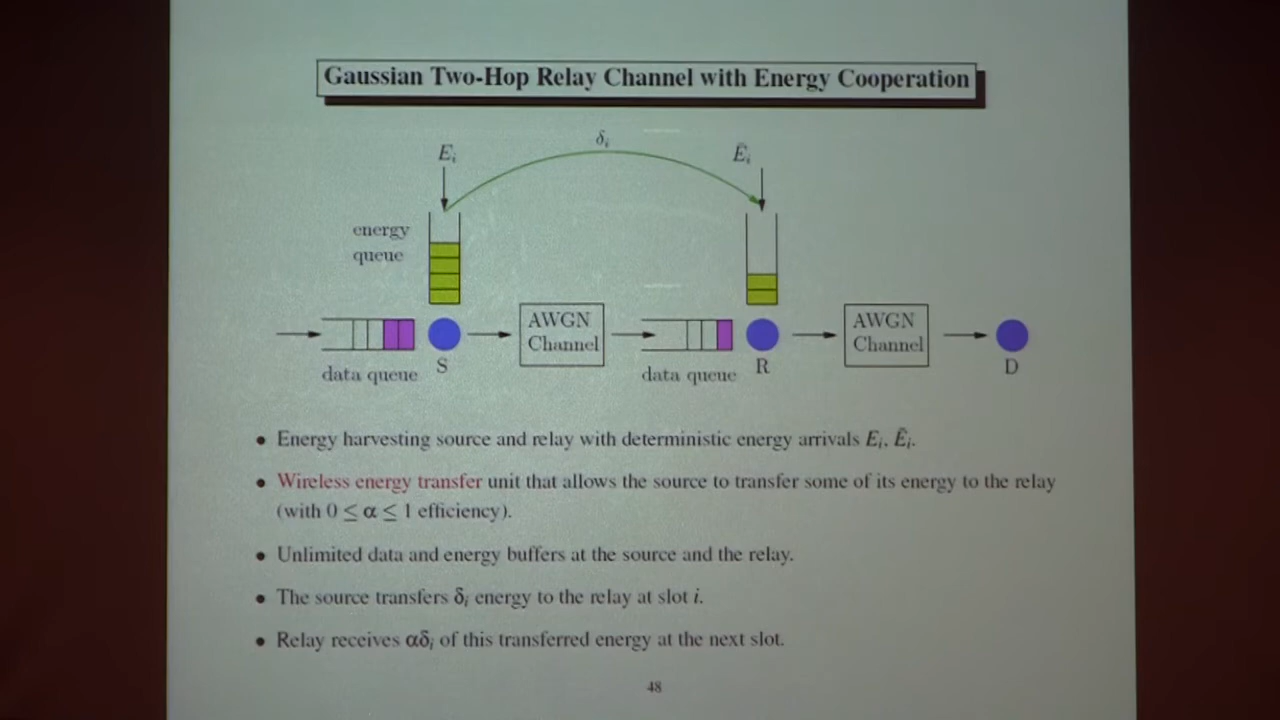 Gaussian Two-Hop Relay Channel with Energy Cooperation
δᵢ
Eᵢ
Ēᵢ
energy
queue
AWGN
Channel
AWGN
Channel
data queue
S
data queue
R
D
• Energy harvesting source and relay with deterministic energy arrivals Eᵢ, Ēᵢ.
• Wireless energy transfer unit that allows the source to transfer some of its energy to the relay
(with 0 ≤ α ≤ 1 efficiency).
• Unlimited data and energy buffers at the source and the relay.
• The source transfers δᵢ energy to the relay at slot i.
• Relay receives αδᵢ of this transferred energy at the next slot.
48